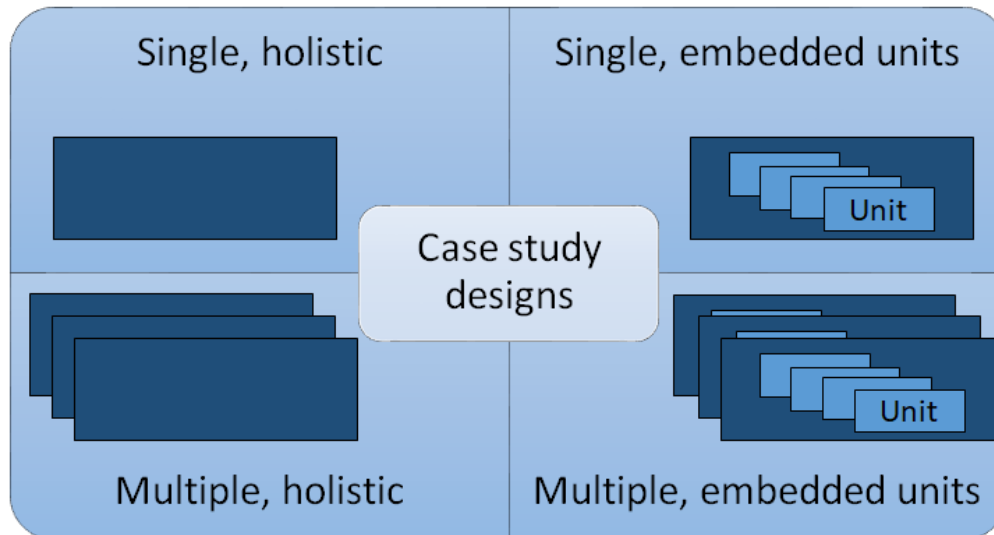 Single, holistic
Single, embedded units
Unit
Case study
designs
Unit
Multiple, holistic
Multiple, embedded units